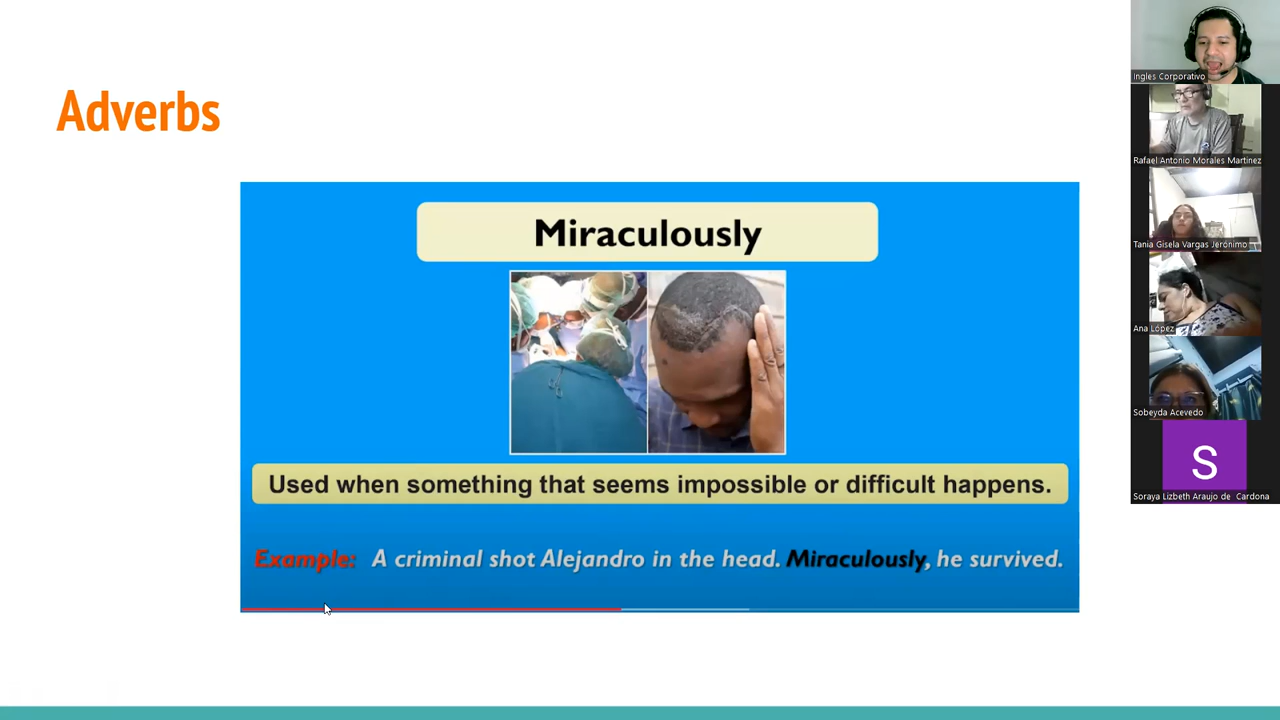 Adverbs
Miraculously
Used when something that seems impossible or difficult happens.
Example: A criminal shot Alejandro in the head. Miraculously, he survived.
Ingles Corporativo
Rafael Antonio Morales Martinez
Tania Gisela Vargas Jerónimo
Ana López
Sobeyda Acevedo
S
Soraya Lizbeth Araujo de Cardona